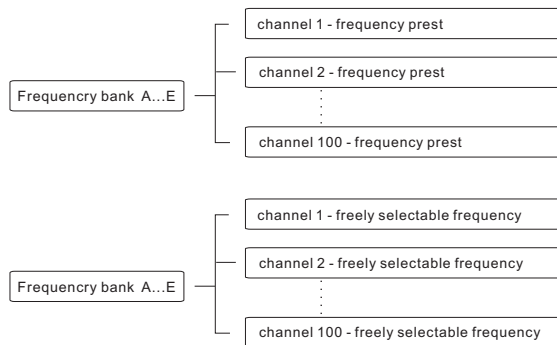 channel 1 - frequency prest
channel 2 - frequency prest
Frequencry bank A...E
channel 100 - frequency prest
channel 1 - freely selectable frequency
channel 2 - freely selectable frequency
Frequencry bank A...E
channel 100 - freely selectable frequency